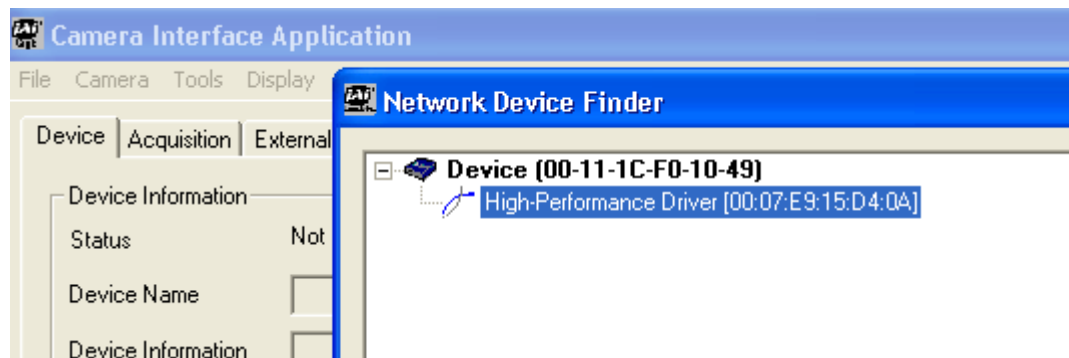 Camera Interface Application
File Camera Tools Display
Network Device Finder
Device Acquisition External
Device (00-11-1C-F0-10-49)
High-Performance Driver [00:07:E9:15:D4:0A]
Device Information
Status Not
Device Name
Device Information